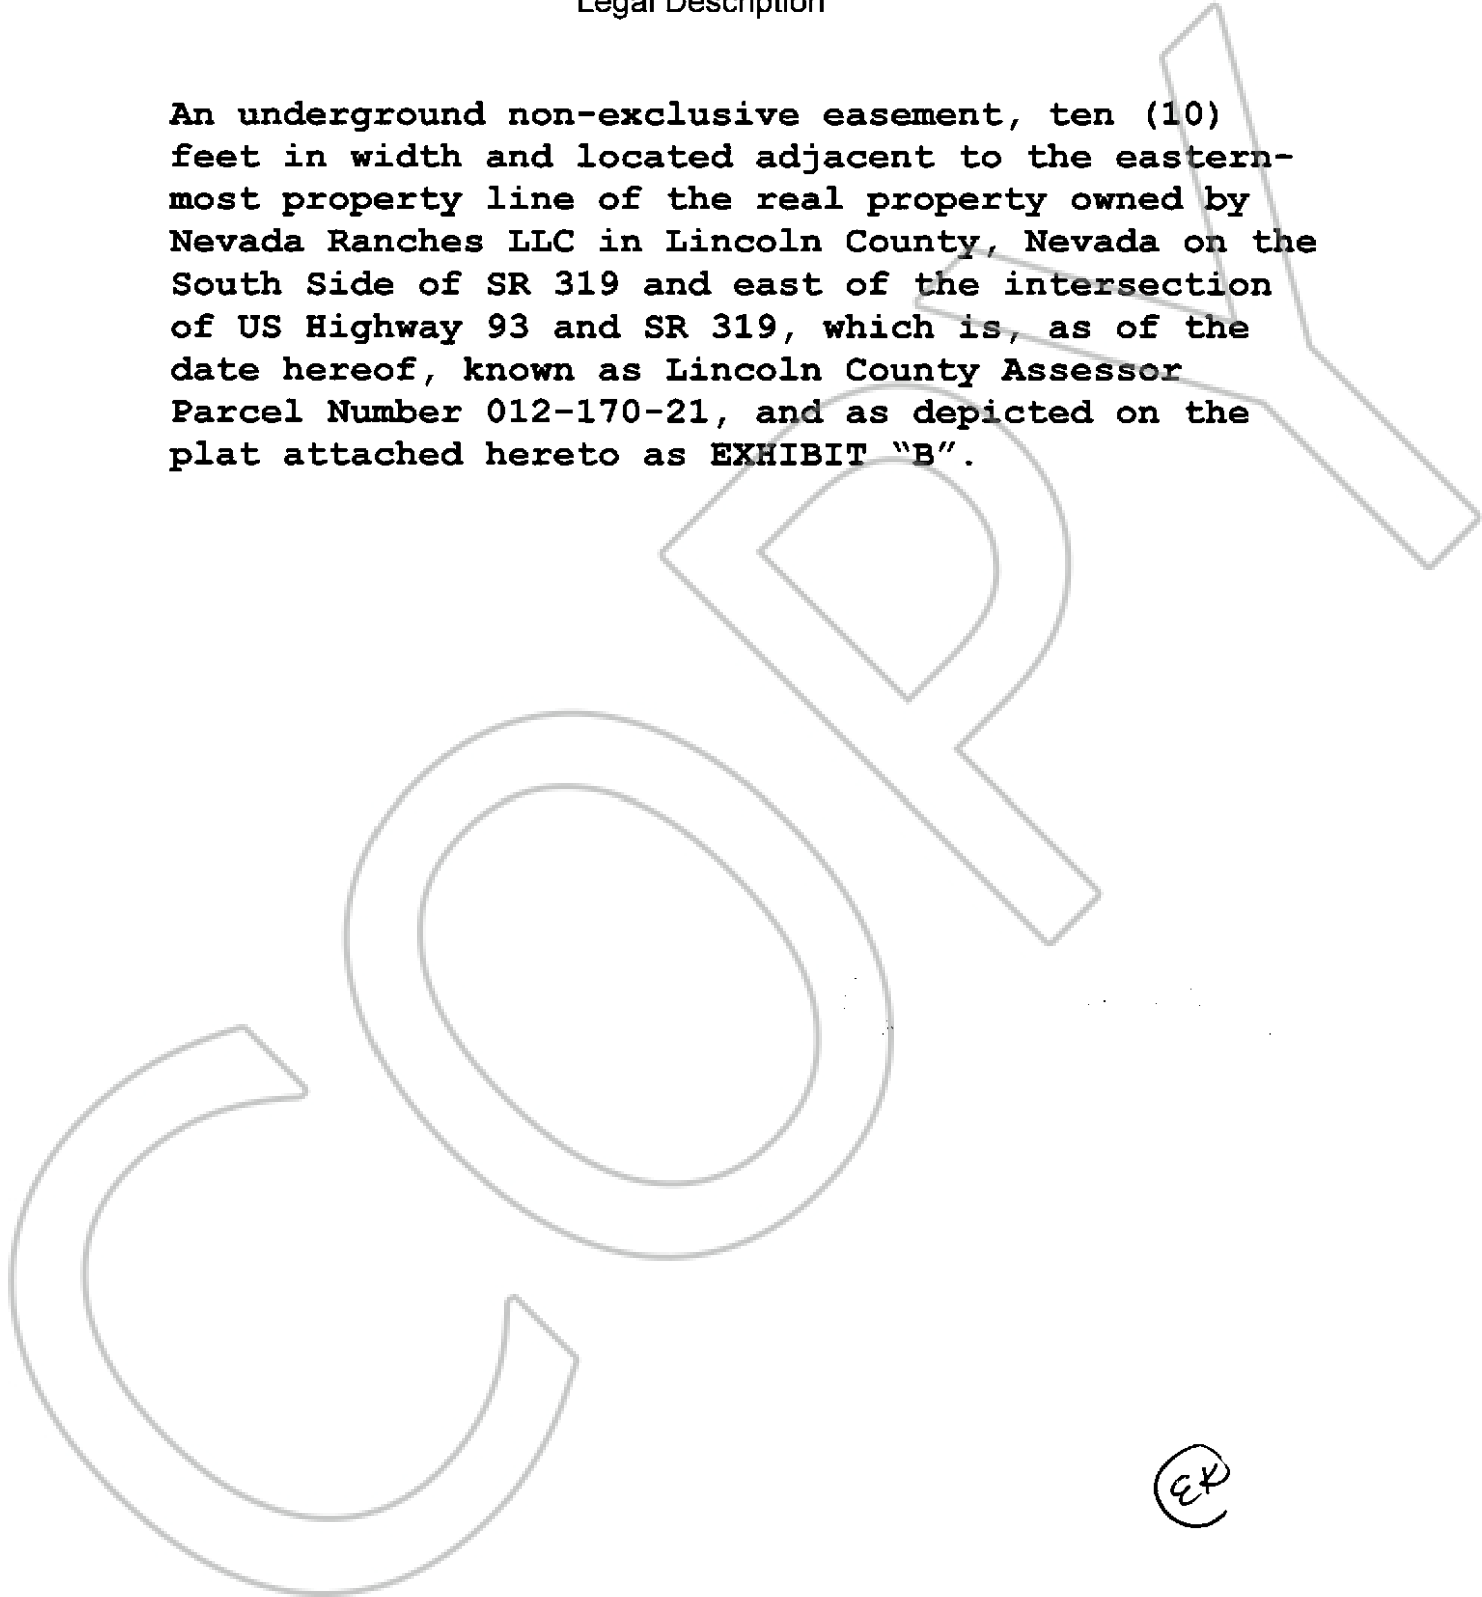 Legal Description
An underground non-exclusive easement, ten (10)
feet in width and located adjacent to the eastern-
most property line of the real property owned by
Nevada Ranches LLC in Lincoln County, Nevada on the
South Side of SR 319 and east of the intersection
of US Highway 93 and SR 319, which is, as of the
date hereof, known as Lincoln County Assessor
Parcel Number 012-170-21, and as depicted on the
plat attached hereto as EXHIBIT “B”.
COPY
EK